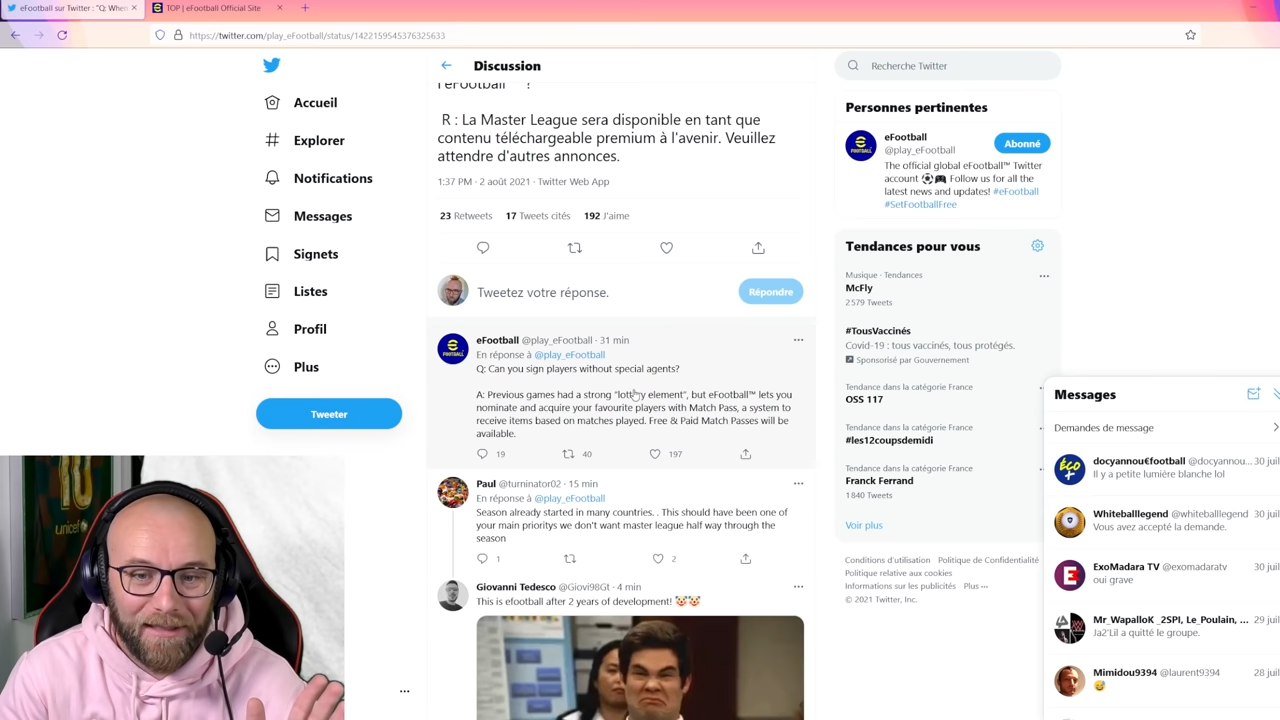 eFootball sur Twitter : "Q: When
TOP | eFootball Official Site
https://twitter.com/play_eFootball/status/1422159545376325633
Accueil
Explorer
Notifications
Messages
Signets
Listes
Profil
Plus
Tweeter
unicef
Discussion
l'eFootball ™ ?
R : La Master League sera disponible en tant que
contenu téléchargeable premium à l'avenir. Veuillez
attendre d'autres annonces.
1:37 PM · 2 août 2021 · Twitter Web App
23 Retweets 17 Tweets cités 192 J'aime
Tweetez votre réponse.
Répondre
eFootball @play_eFootball · 31 min
En réponse à @play_eFootball
Q: Can you sign players without special agents?
A: Previous games had a strong "lottery element", but eFootball™ lets you
nominate and acquire your favourite players with Match Pass, a system to
receive items based on matches played. Free & Paid Match Passes will be
available.
19 40 197
Paul @turninator02 · 15 min
En réponse à @play_eFootball
Season already started in many countries. . This should have been one of
your main prioritys we don't want master league half way through the
season
1 2
Giovanni Tedesco @Giovi98Gt · 4 min
This is efootball after 2 years of development!
Recherche Twitter
Personnes pertinentes
eFootball
@play_eFootball
Abonné
The official global eFootball™ Twitter
account Follow us for all the
latest news and updates! #eFootball
#SetFootballFree
Tendances pour vous
Musique · Tendances
McFly
2 579 Tweets
#TousVaccinés
Covid-19 : tous vaccinés, tous protégés.
Sponsorisé par Gouvernement
Tendance dans la catégorie France
OSS 117
Tendance dans la catégorie France
#les12coupsdemidi
Tendance dans la catégorie France
Franck Ferrand
1 840 Tweets
Voir plus
Conditions d'utilisation Politique de Confidentialité
Politique relative aux cookies
Informations sur les publicités Plus ···
© 2021 Twitter, Inc.
Messages
Demandes de message
docyannou€football @docyannou... 30 juil
Il y a petite lumière blanche lol
Whiteballlegend @whiteballlegend 30 juil
Vous avez accepté la demande.
ExoMadara TV @exomadaratv 30 juil
oui grave
Mr_WapalloK _2SPI, Le_Poulain, ... 29 juil
Ja2'Lil a quitté le groupe.
Mimidou9394 @laurent9394 28 juil